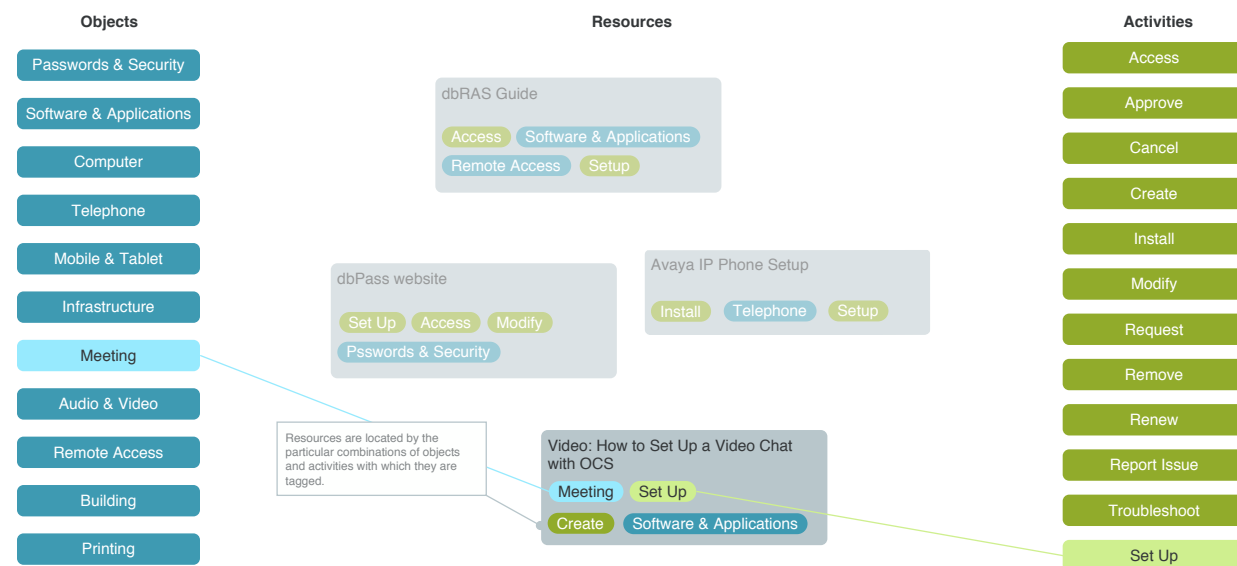 Objects
Resources
Activities
Passwords & Security
Software & Applications
Computer
Telephone
Mobile & Tablet
Infrastructure
Meeting
Audio & Video
Remote Access
Building
Printing
dbRAS Guide
Access Software & Applications
Remote Access Setup
dbPass website
Set Up Access Modify
Psswords & Security
Avaya IP Phone Setup
Install Telephone Setup
Resources are located by the
particular combinations of objects
and activities with which they are
tagged.
Video: How to Set Up a Video Chat
with OCS
Meeting Set Up
Create Software & Applications
Access
Approve
Cancel
Create
Install
Modify
Request
Remove
Renew
Report Issue
Troubleshoot
Set Up